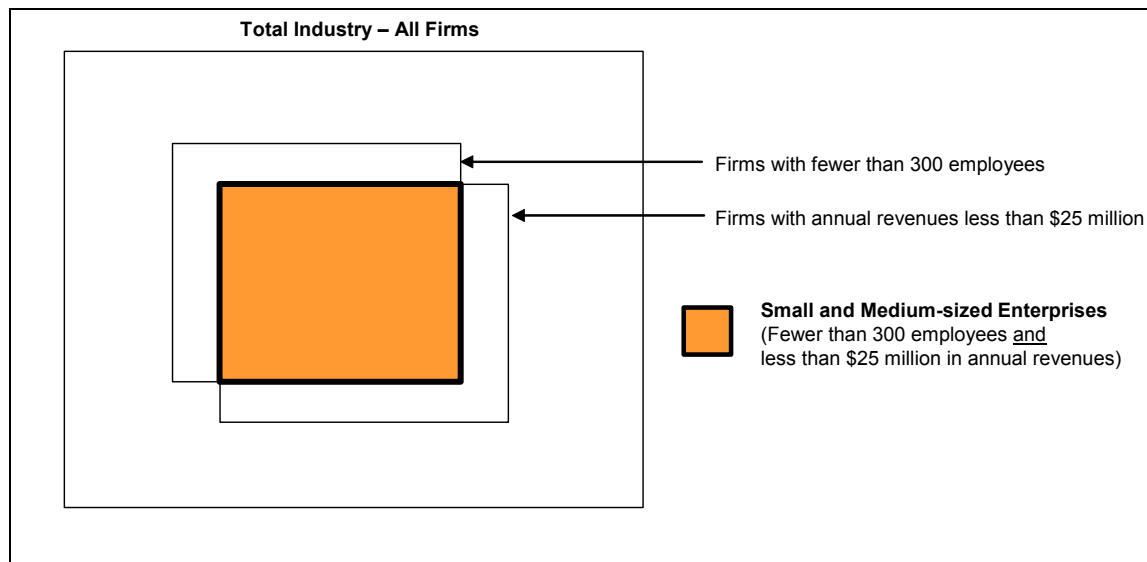 Total Industry – All Firms
Firms with fewer than 300 employees
Firms with annual revenues less than $25 million
Small and Medium-sized Enterprises
(Fewer than 300 employees and
less than $25 million in annual revenues)